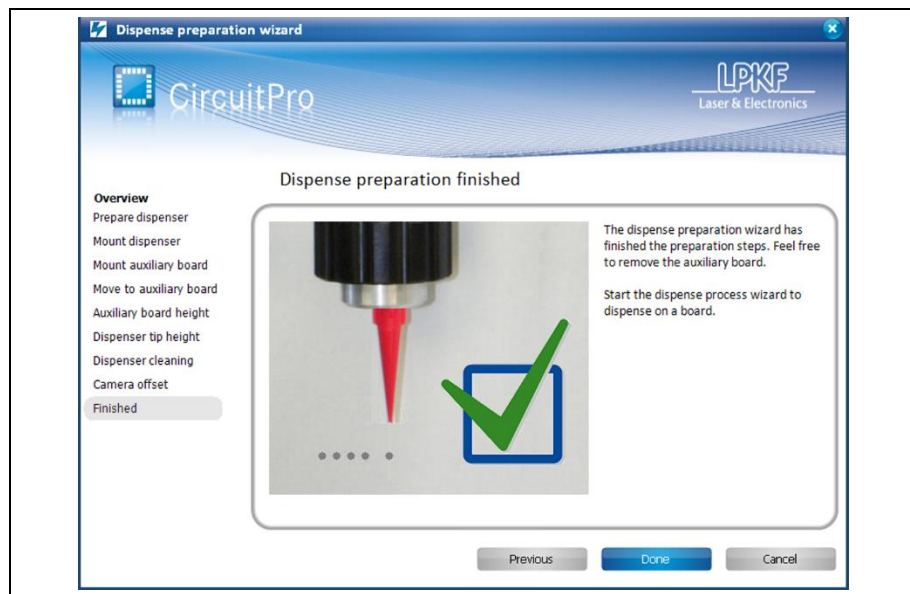 Dispense preparation wizard
CircuitPro
LPKF
Laser & Electronics
Dispense preparation finished
Overview
Prepare dispenser
Mount dispenser
Mount auxiliary board
Move to auxiliary board
Auxiliary board height
Dispenser tip height
Dispenser cleaning
Camera offset
Finished
The dispense preparation wizard has
finished the preparation steps. Feel free
to remove the auxiliary board.
Start the dispense process wizard to
dispense on a board.
Previous
Done
Cancel